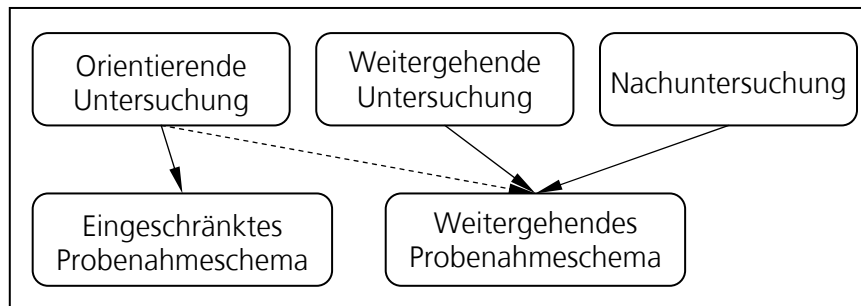 Orientierende
Untersuchung
Weitergehende
Untersuchung
Nachuntersuchung
Eingeschränktes
Probenahmeschema
Weitergehendes
Probenahmeschema